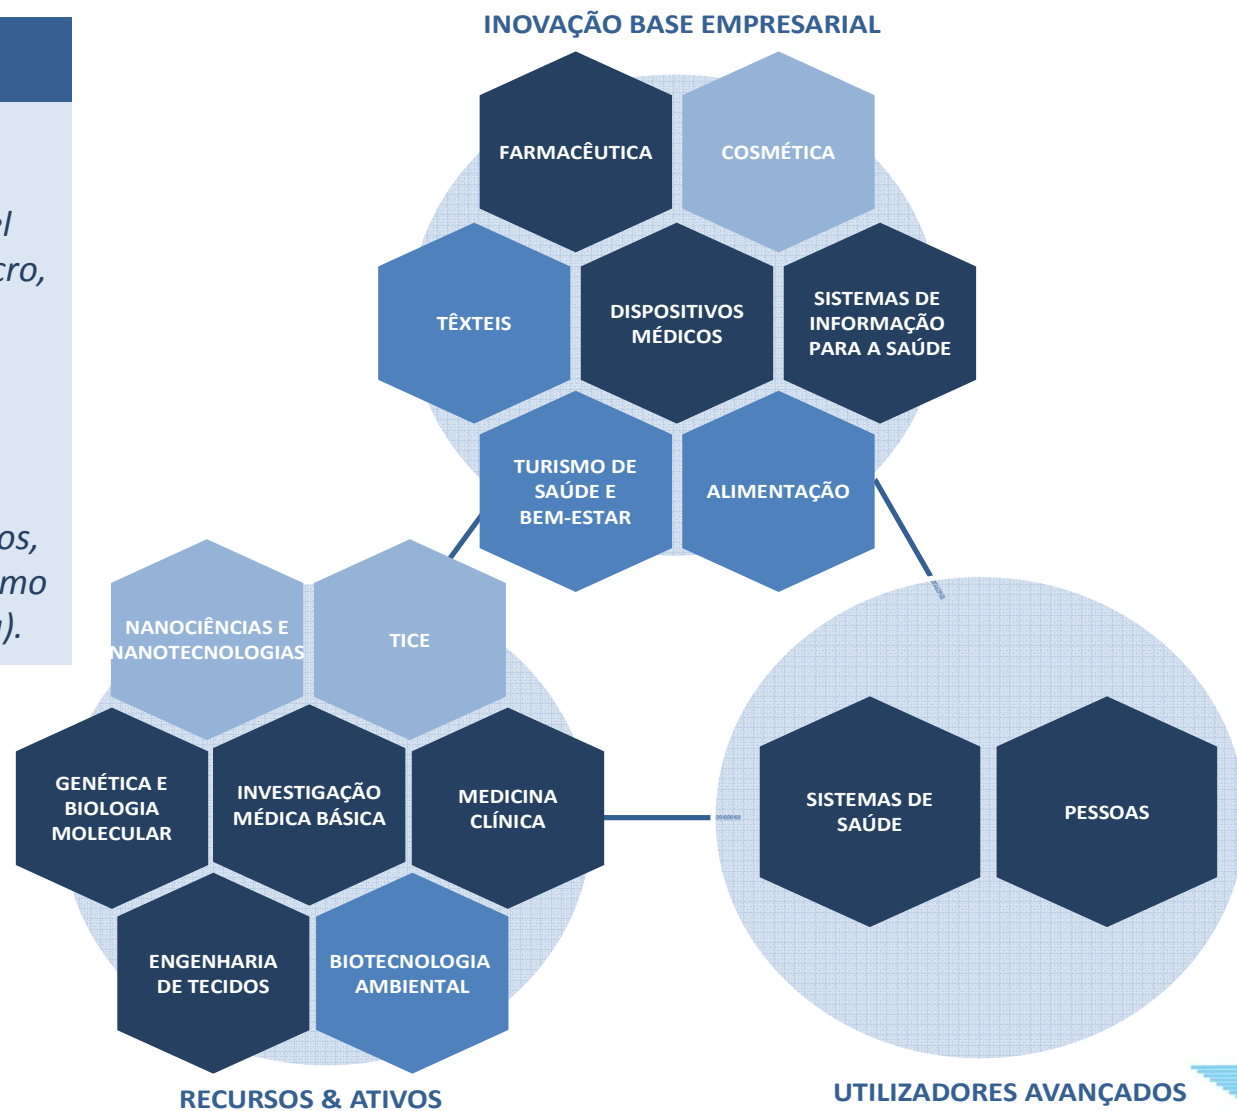 INOVAÇÃO BASE EMPRESARIAL
FARMACÊUTICA
COSMÉTICA
TÊXTEIS
DISPOSITIVOS
MÉDICOS
SISTEMAS DE
INFORMAÇÃO
PARA A SAÚDE
TURISMO DE
SAÚDE E
BEM-ESTAR
ALIMENTAÇÃO
NANOCIÊNCIAS E
NANOTECNOLOGIAS
TICE
GENÉTICA E
BIOLOGIA
MOLECULAR
INVESTIGAÇÃO
MÉDICA BÁSICA
MEDICINA
CLÍNICA
ENGENHARIA
DE TECIDOS
BIOTECNOLOGIA
AMBIENTAL
RECURSOS & ATIVOS
SISTEMAS DE
SAÚDE
PESSOAS
UTILIZADORES AVANÇADOS